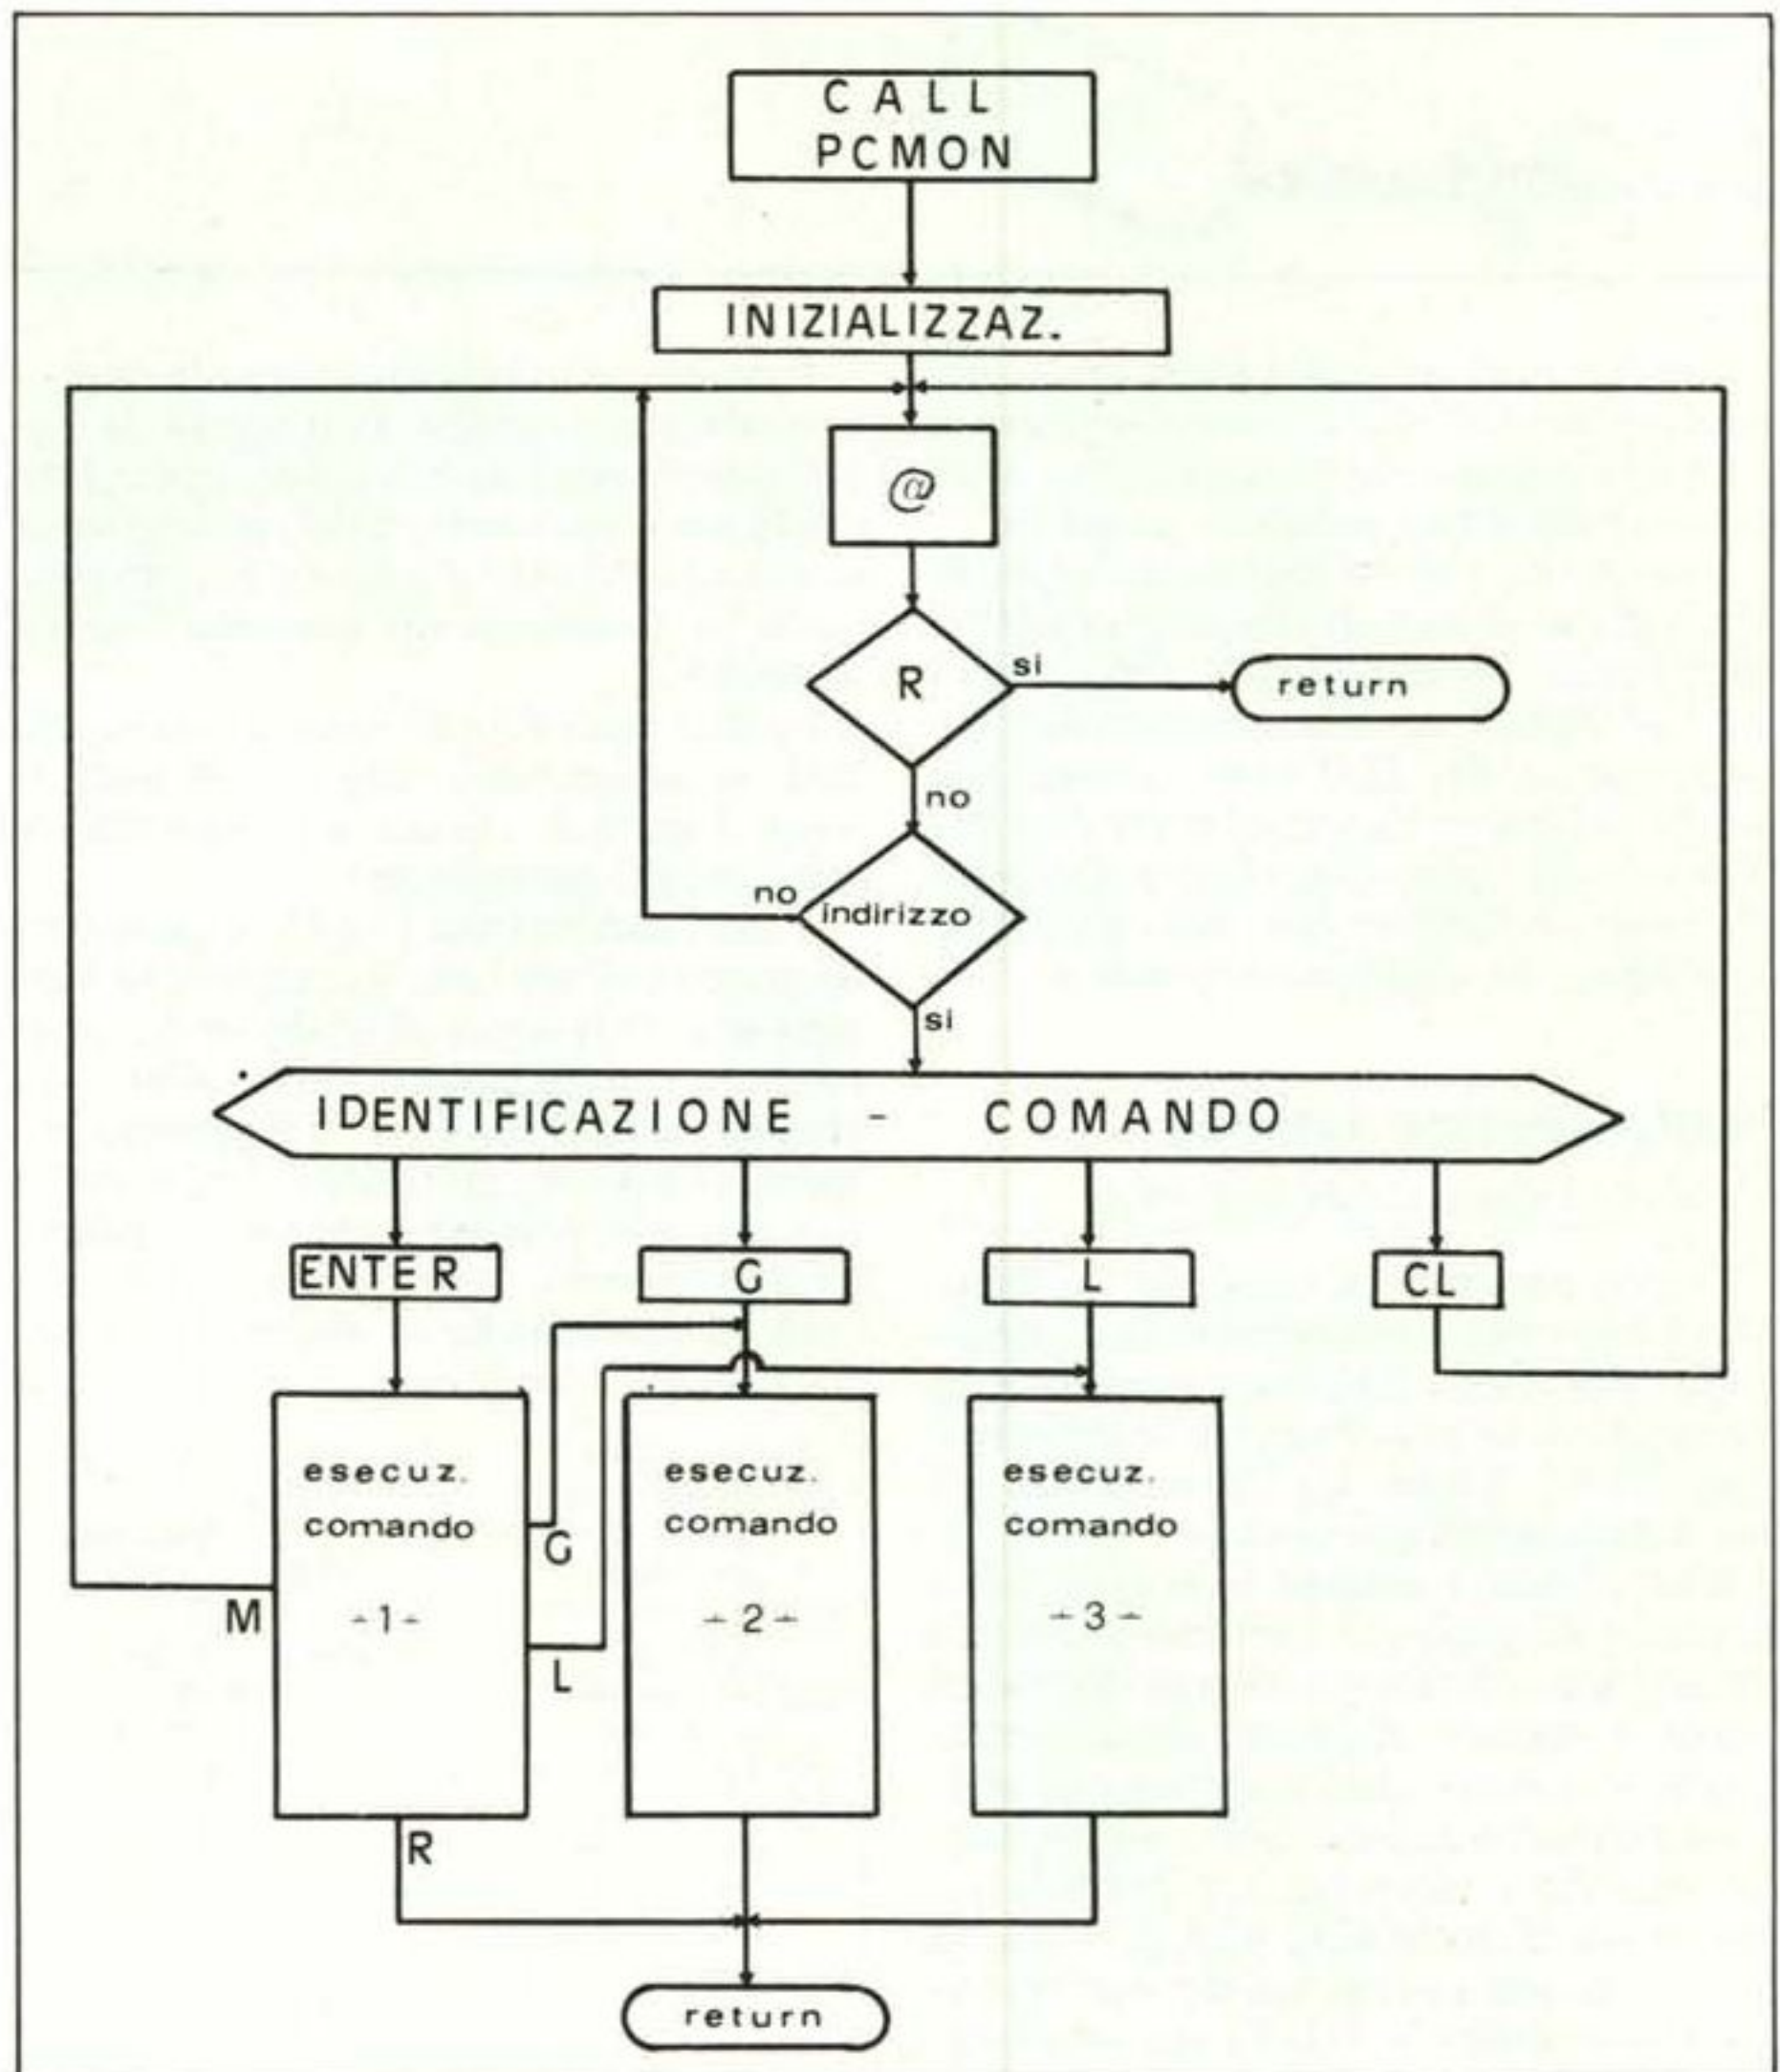 CALL
PCMON
INIZIALIZZAZ.
@
R
si
return
no
no
indirizzo
si
IDENTIFICAZIONE - COMANDO
ENTER
G
L
CL
esecuz.
comando
-1-
G
L
M
R
esecuz.
comando
-2-
esecuz.
comando
-3-
return